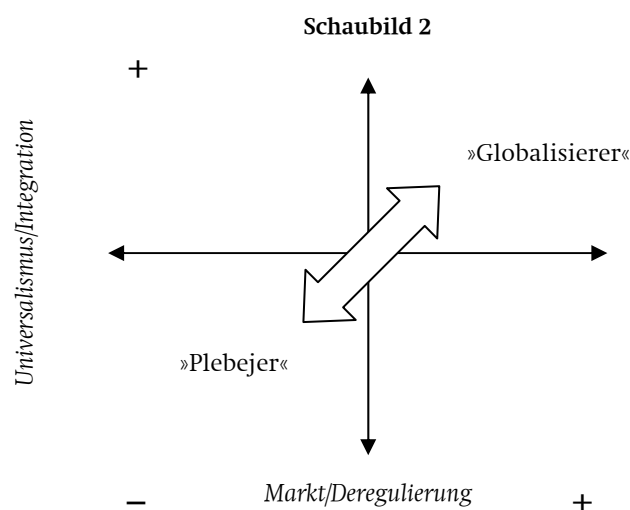 Schaubild 2
+
»Globalisierer«
Universalismus/Integration
»Plebejer«
Markt/Deregulierung
− +